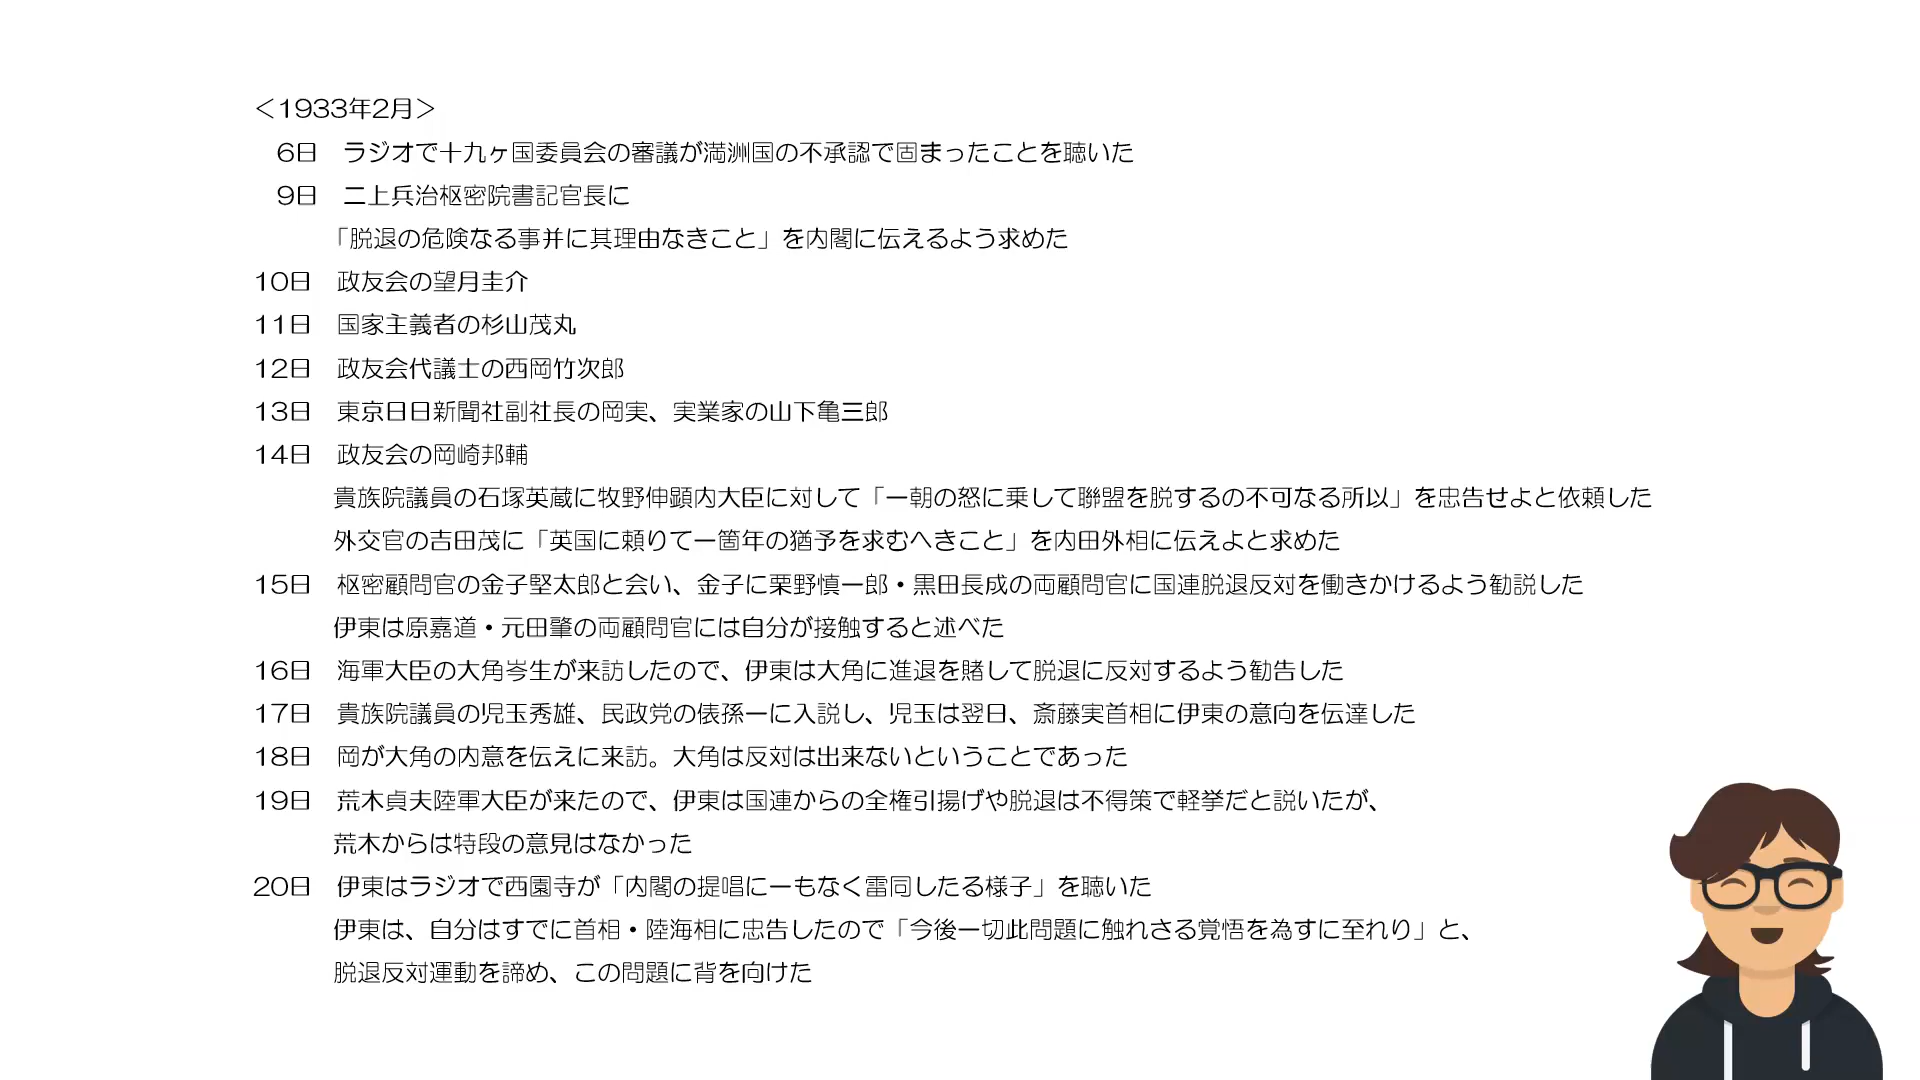 ＜1933年2月＞
6日　ラジオで十九ヶ国委員会の審議が満洲国の不承認で固まったことを聴いた
9日　二上兵治枢密院書記官長に
「脱退の危険なる事并に其理由なきこと」を内閣に伝えるよう求めた
10日　政友会の望月圭介
11日　国家主義者の杉山茂丸
12日　政友会代議士の西岡竹次郎
13日　東京日日新聞社副社長の岡実、実業家の山下亀三郎
14日　政友会の岡崎邦輔
貴族院議員の石塚英蔵に牧野伸顕内大臣に対して「一朝の怒に乗して聯盟を脱するの不可なる所以」を忠告せよと依頼した
外交官の吉田茂に「英国に頼りて一箇年の猶予を求むへきこと」を内田外相に伝えよと求めた
15日　枢密顧問官の金子堅太郎と会い、金子に栗野慎一郎・黒田長成の両顧問官に国連脱退反対を働きかけるよう勧説した
伊東は原嘉道・元田肇の両顧問官には自分が接触すると述べた
16日　海軍大臣の大角岑生が来訪したので、伊東は大角に進退を賭して脱退に反対するよう勧告した
17日　貴族院議員の児玉秀雄、民政党の俵孫一に入説し、児玉は翌日、斎藤実首相に伊東の意向を伝達した
18日　岡が大角の内意を伝えに来訪。大角は反対は出来ないということであった
19日　荒木貞夫陸軍大臣が来たので、伊東は国連からの全権引揚げや脱退は不得策で軽挙だと説いたが、
荒木からは特段の意見はなかった
20日　伊東はラジオで西園寺が「内閣の提唱に一もなく雷同したる様子」を聴いた
伊東は、自分はすでに首相・陸海相に忠告したので「今後一切此問題に触れさる覚悟を為すに至れり」と、
脱退反対運動を諦め、この問題に背を向けた